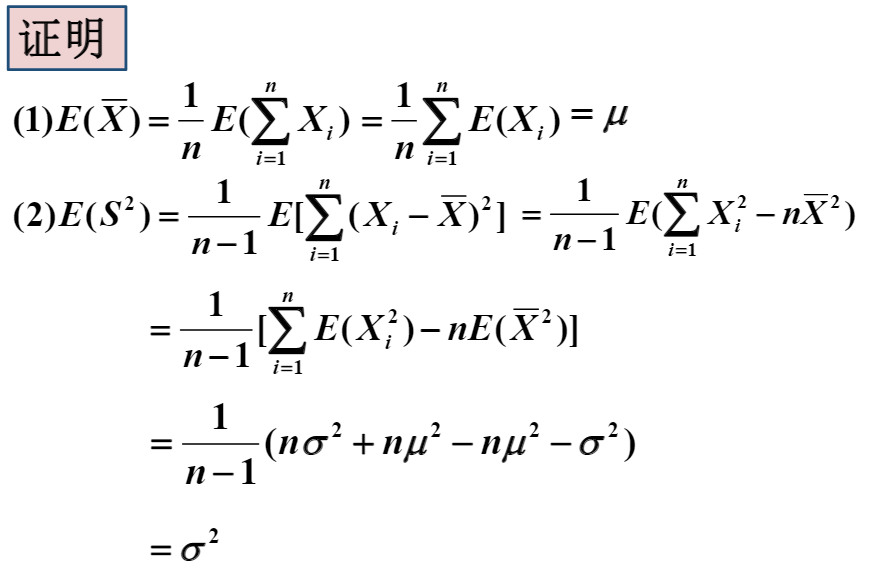 证明
(1)E(X̄) = 1/n E(∑_{i=1}^{n} X_i) = 1/n ∑_{i=1}^{n} E(X_i) = μ
(2)E(S²) = 1/(n−1) E[∑_{i=1}^{n} (X_i − X̄)²] = 1/(n−1) E(∑_{i=1}^{n} X_i² − nX̄²)
= 1/(n−1) [∑_{i=1}^{n} E(X_i²) − nE(X̄²)]
= 1/(n−1) (nσ² + nμ² − nμ² − σ²)
= σ²